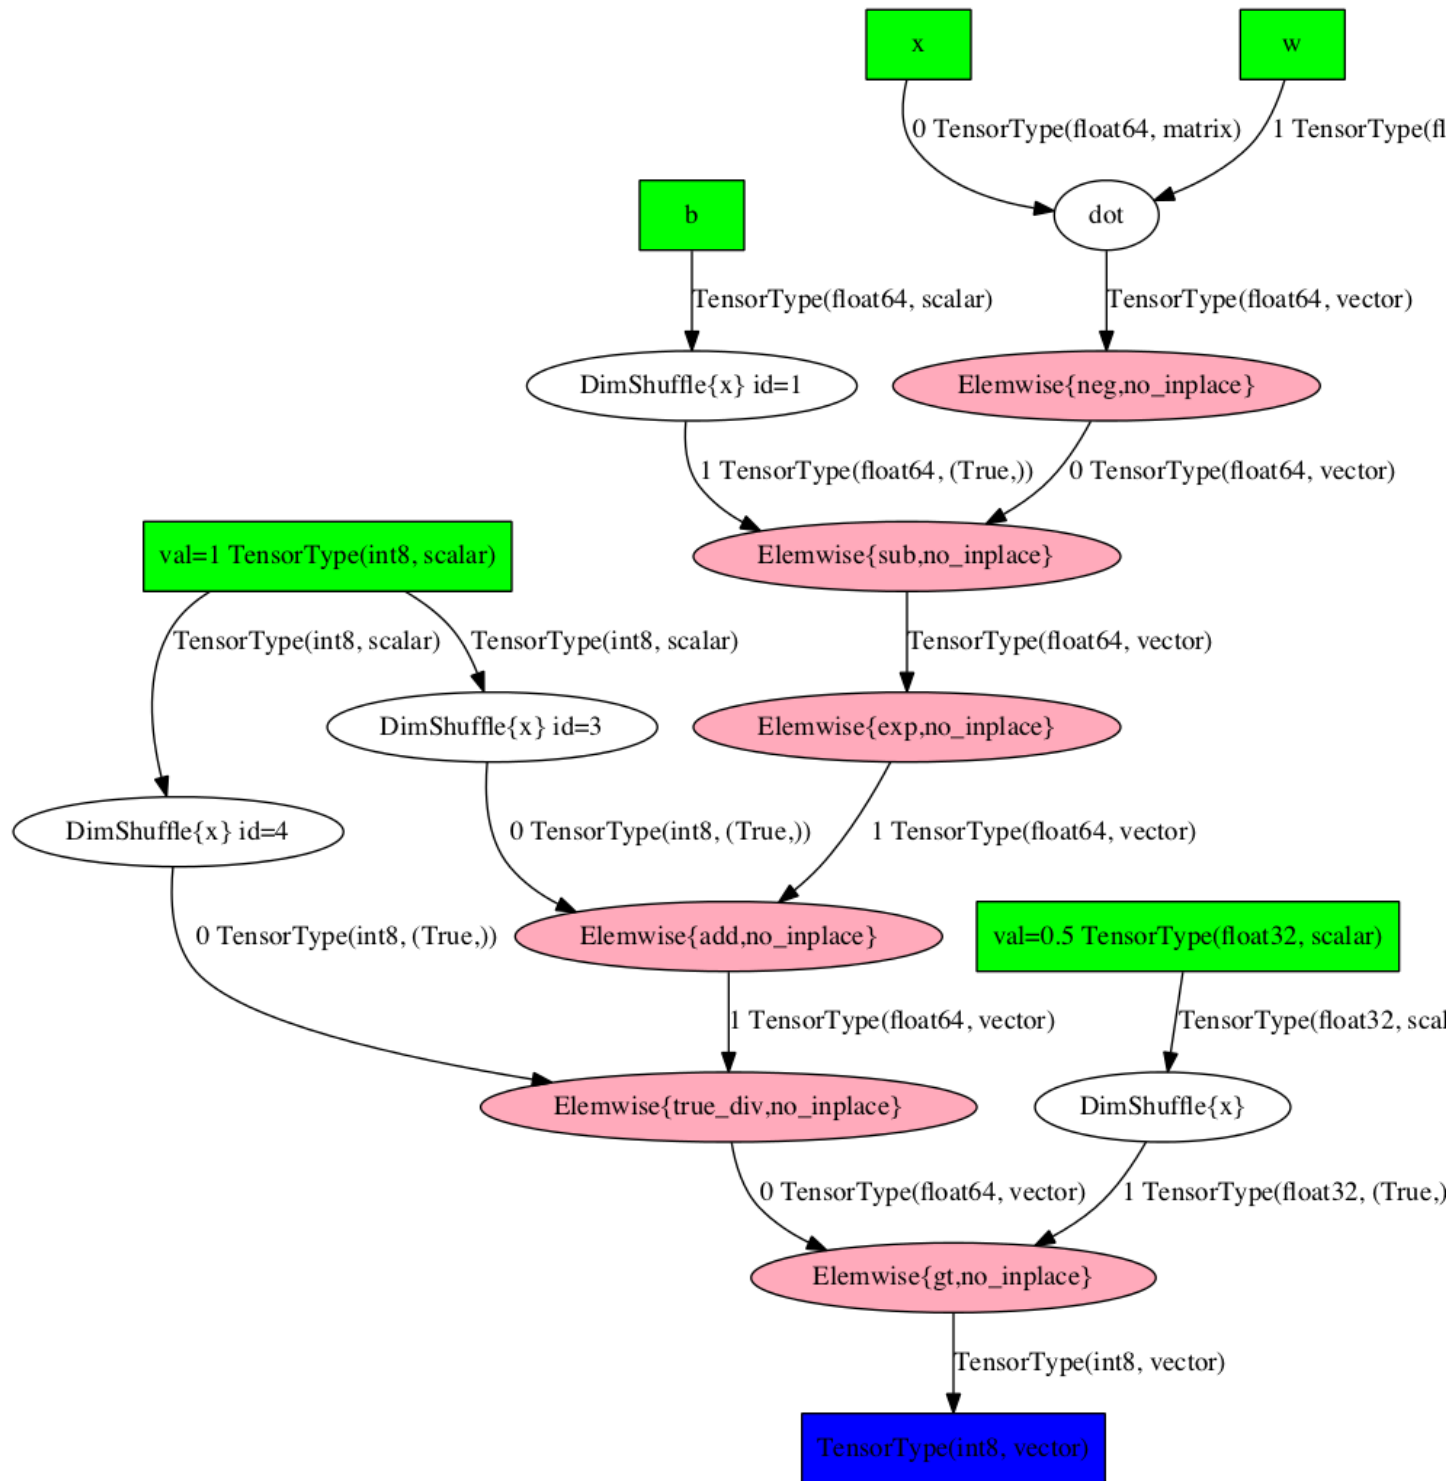 x
w
0 TensorType(float64, matrix)
1 TensorType(fl
b
dot
TensorType(float64, scalar)
TensorType(float64, vector)
DimShuffle{x} id=1
Elemwise{neg,no_inplace}
1 TensorType(float64, (True,))
0 TensorType(float64, vector)
val=1 TensorType(int8, scalar)
Elemwise{sub,no_inplace}
TensorType(int8, scalar)
TensorType(int8, scalar)
TensorType(float64, vector)
DimShuffle{x} id=3
Elemwise{exp,no_inplace}
DimShuffle{x} id=4
0 TensorType(int8, (True,))
1 TensorType(float64, vector)
0 TensorType(int8, (True,))
Elemwise{add,no_inplace}
val=0.5 TensorType(float32, scalar)
1 TensorType(float64, vector)
TensorType(float32, scal
Elemwise{true_div,no_inplace}
DimShuffle{x}
0 TensorType(float64, vector)
1 TensorType(float32, (True,)
Elemwise{gt,no_inplace}
TensorType(int8, vector)
TensorType(int8, vector)